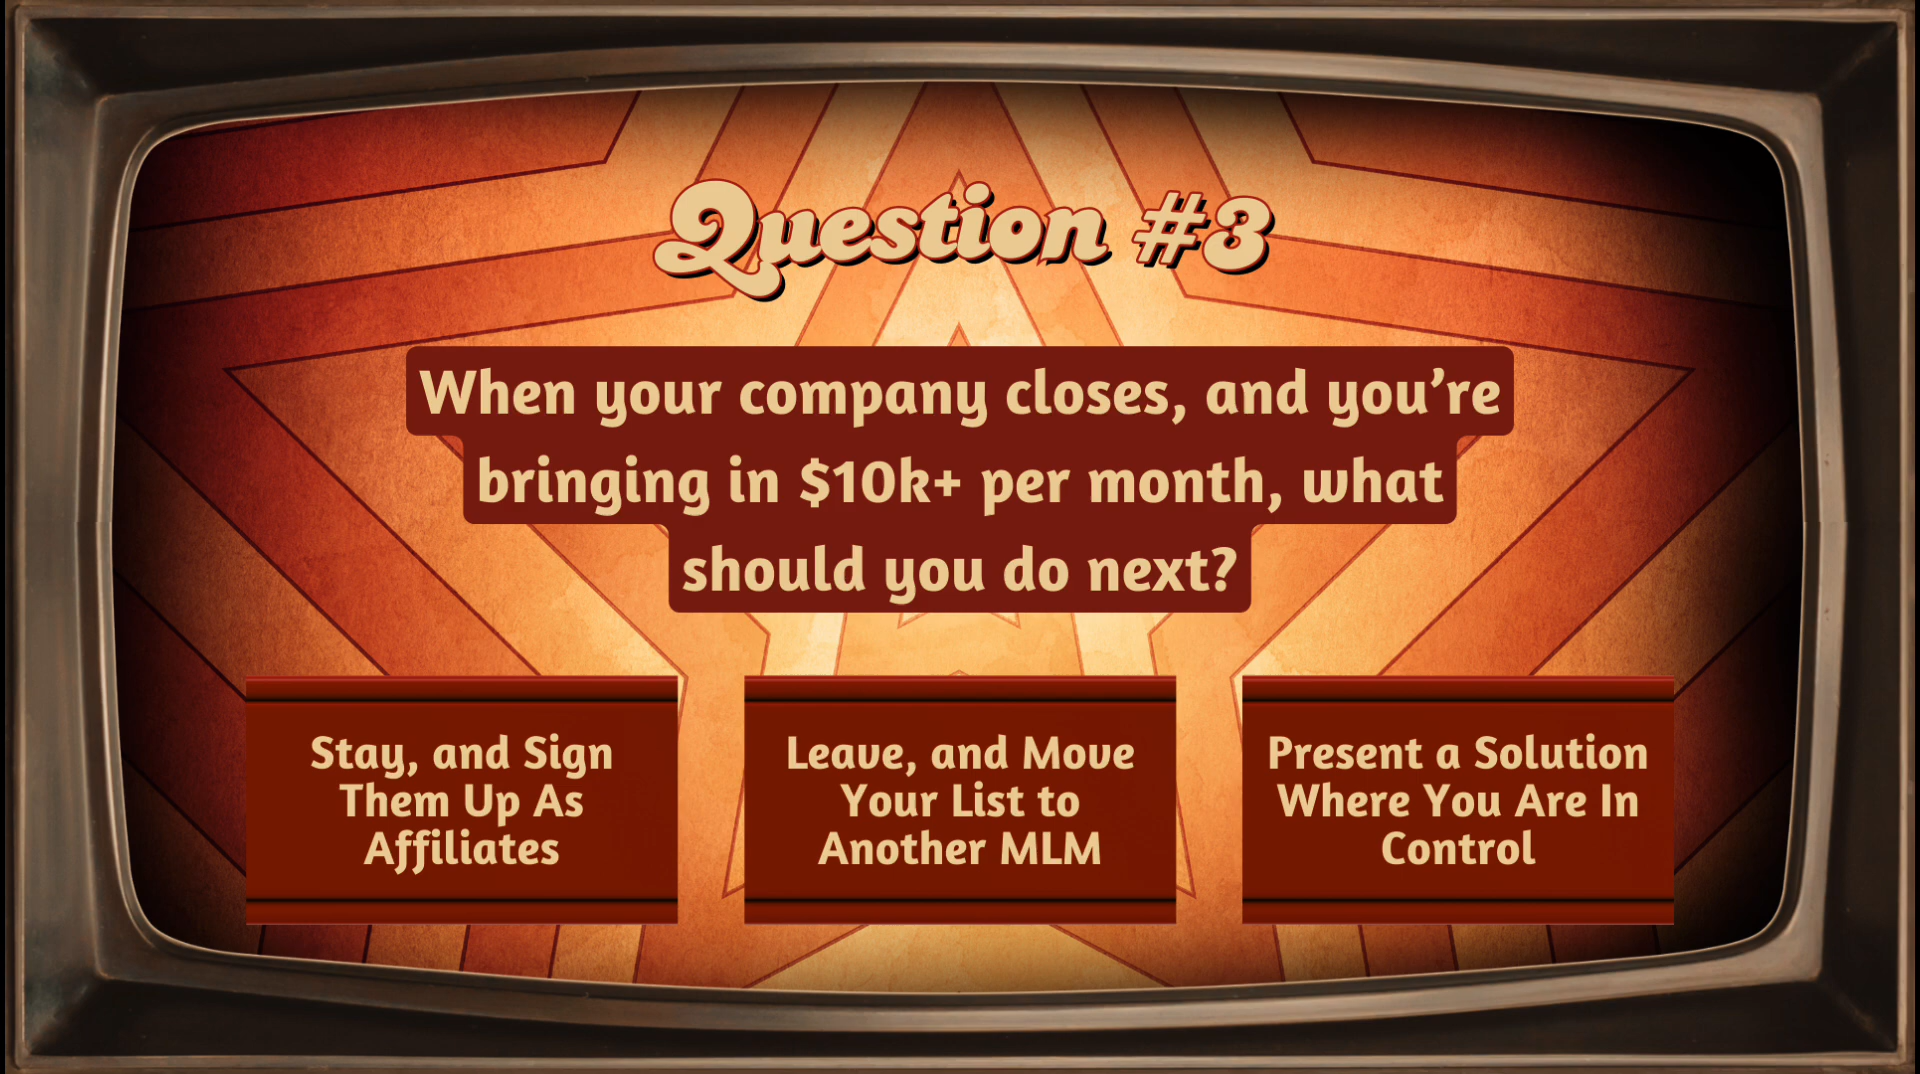 Question #3
When your company closes, and you’re
bringing in $10k+ per month, what
should you do next?
Stay, and Sign
Them Up As
Affiliates
Leave, and Move
Your List to
Another MLM
Present a Solution
Where You Are In
Control